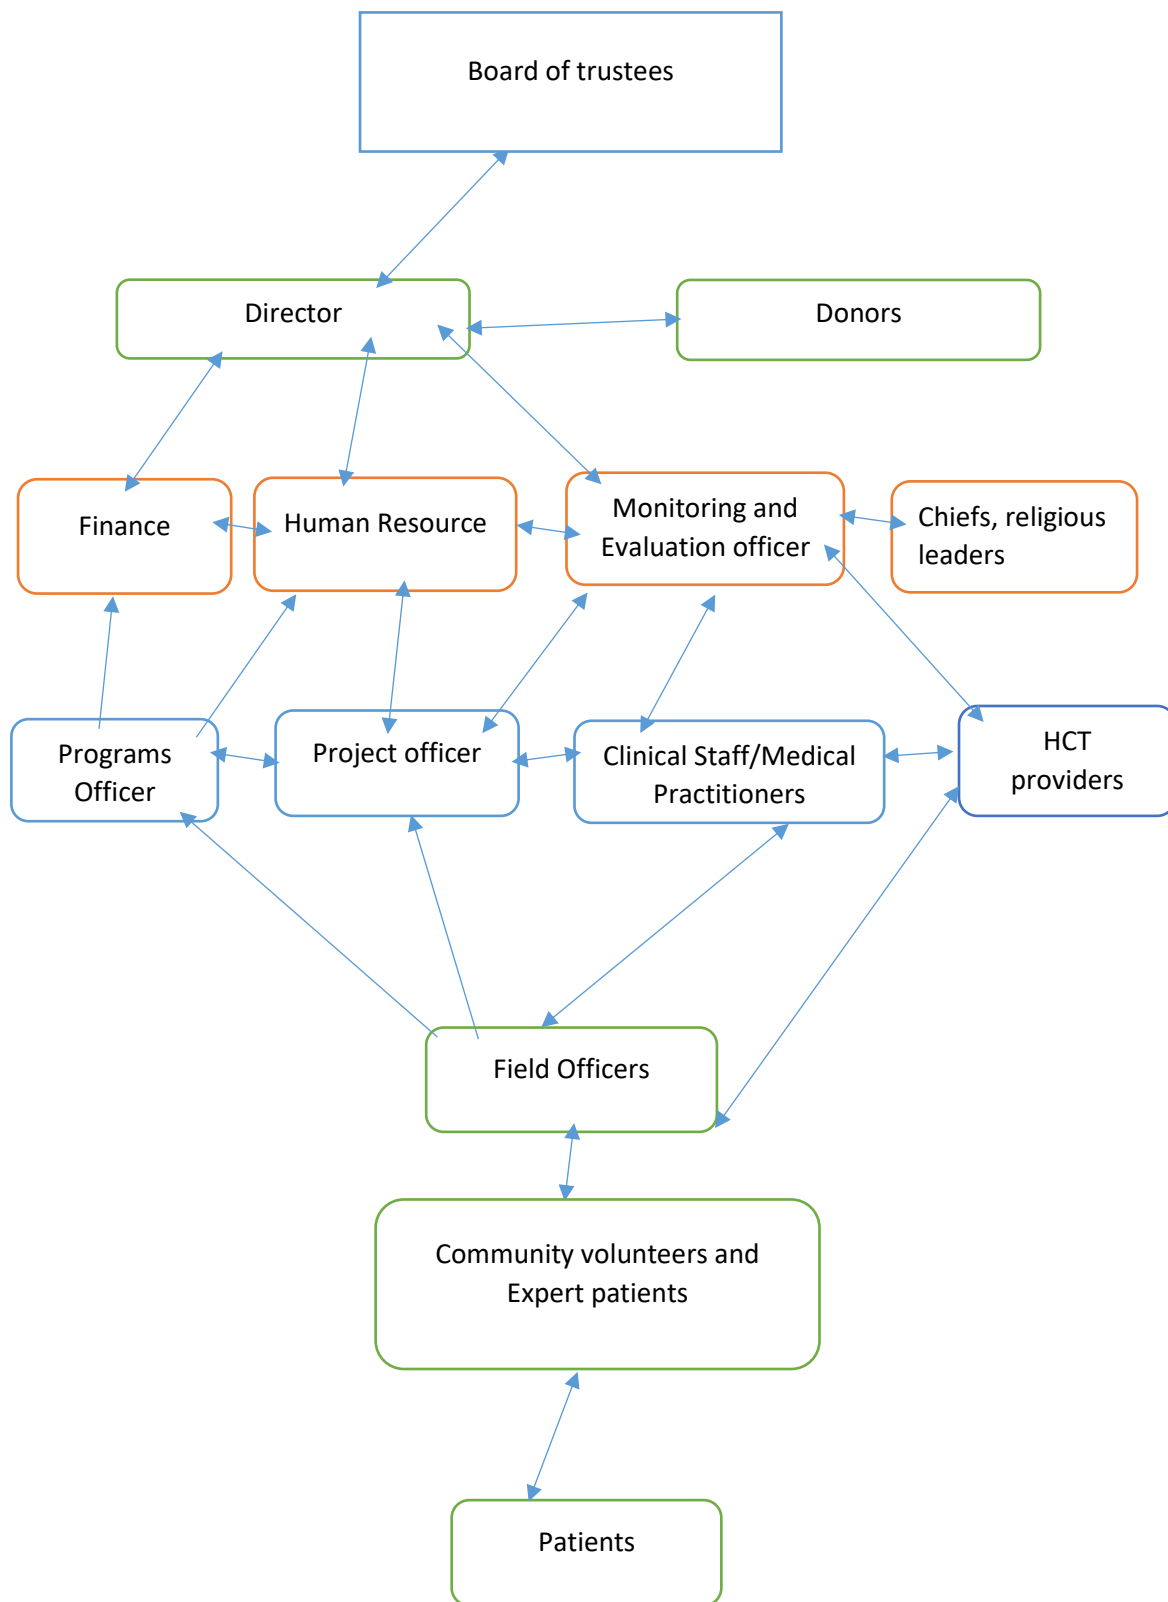 Board of trustees
Director
Donors
Finance
Human Resource
Monitoring and
Evaluation officer
Chiefs, religious
leaders
Programs
Officer
Project officer
Clinical Staff/Medical
Practitioners
HCT
providers
Field Officers
Community volunteers and
Expert patients
Patients